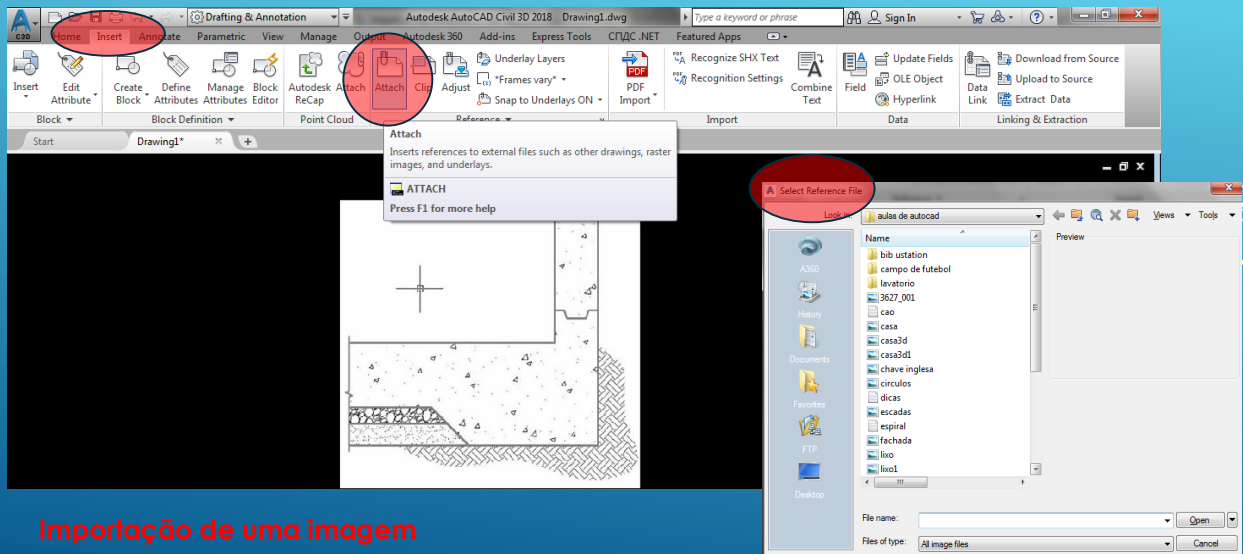 Drafting & Annotation
Autodesk AutoCAD Civil 3D 2018 Drawing1.dwg
Type a keyword or phrase
Sign In
C3D
Home Insert Annotate Parametric View Manage Output Autodesk 360 Add-ins Express Tools СПДС .NET Featured Apps
Insert
Edit Attribute
Create Block
Define Attributes
Manage Attributes
Block Editor
Autodesk ReCap
Attach
Attach
Clip
Adjust
Underlay Layers
*Frames vary*
Snap to Underlays ON
PDF Import
Recognize SHX Text
Recognition Settings
Combine Text
Field
Update Fields
OLE Object
Hyperlink
Data Link
Download from Source
Upload to Source
Extract Data
Block
Block Definition
Point Cloud
Reference
Import
Data
Linking & Extraction
Start
Drawing1*
Attach
Inserts references to external files such as other drawings, raster
images, and underlays.
ATTACH
Press F1 for more help
Select Reference File
Look in:
aulas de autocad
Views
Tools
Name
Preview
bib ustation
campo de futebol
lavatorio
3627_001
cao
casa
casa3d
casa3d1
chave inglesa
circulos
dicas
escadas
espiral
fachada
lixo
lixo1
A360
History
Documents
Favorites
FTP
Desktop
File name:
Open
Files of type:
All image files
Cancel
Importação de uma imagem